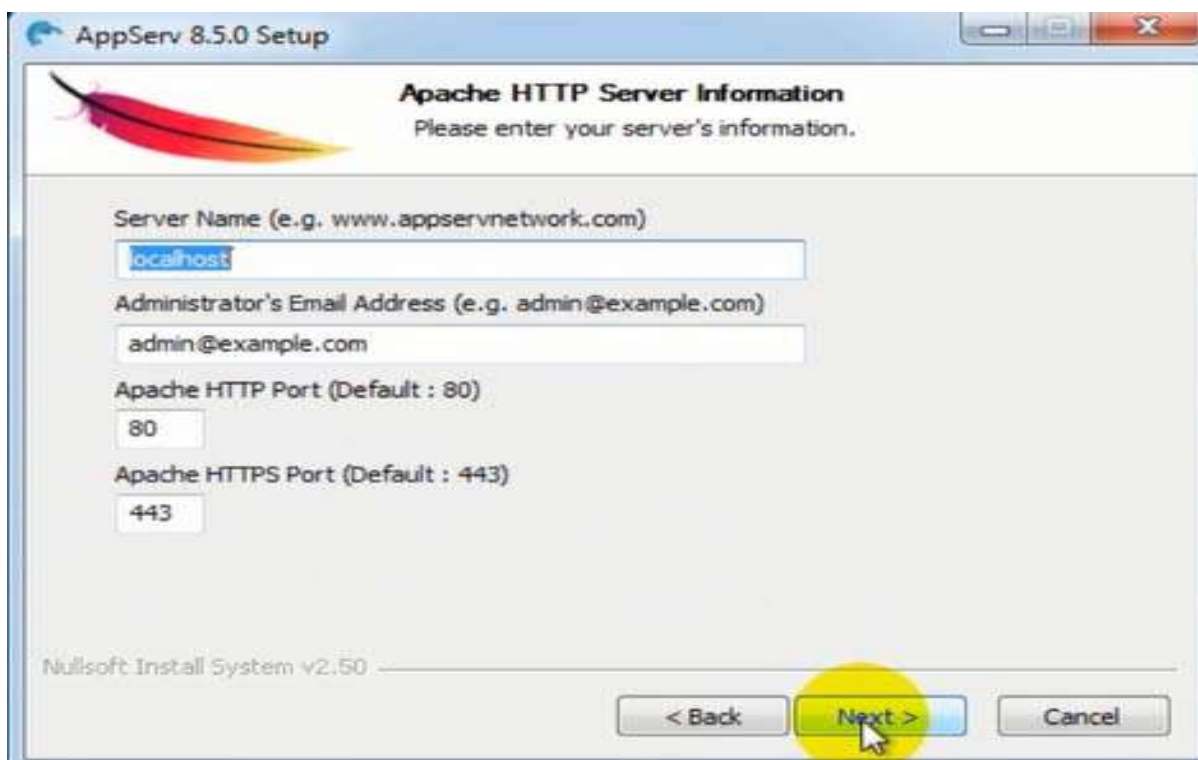 AppServ 8.5.0 Setup
Apache HTTP Server Information
Please enter your server's information.
Server Name (e.g. www.appservnetwork.com)
localhost
Administrator's Email Address (e.g. admin@example.com)
admin@example.com
Apache HTTP Port (Default : 80)
80
Apache HTTPS Port (Default : 443)
443
Nullsoft Install System v2.50
< Back Next > Cancel